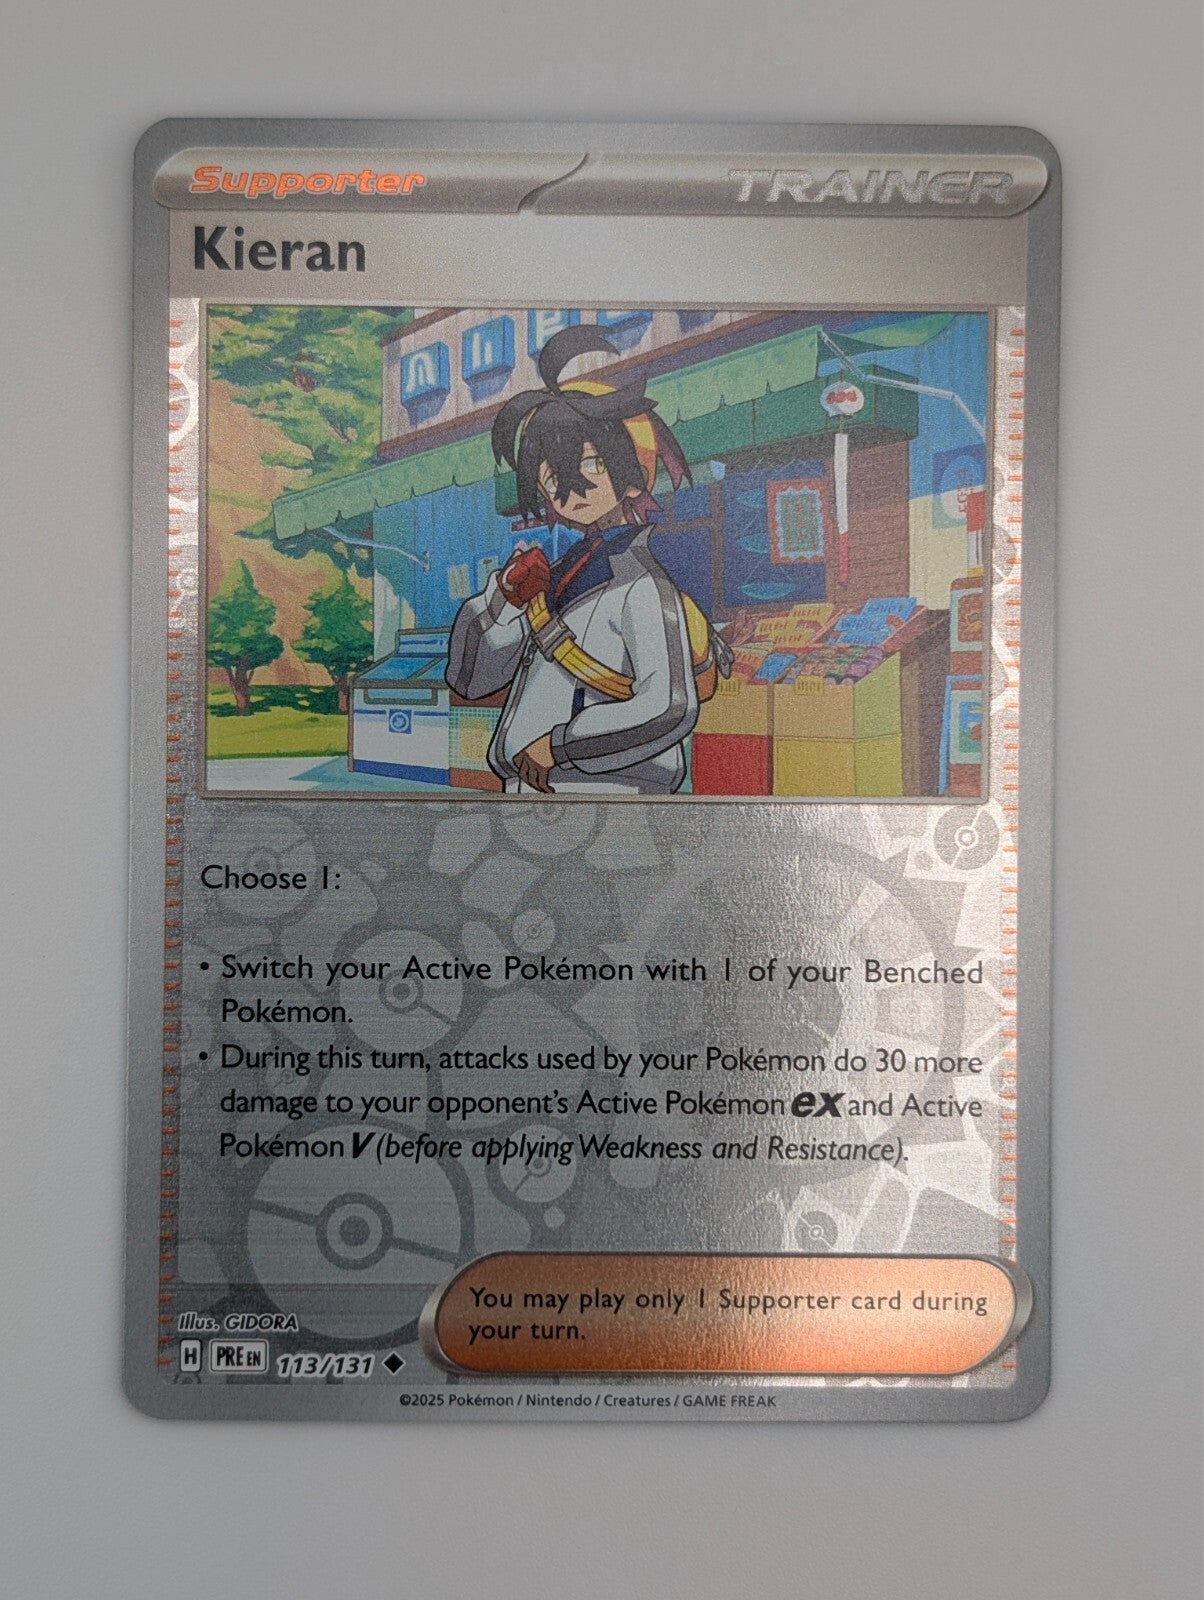 Supporter TRAINER
Kieran
Choose 1:
• Switch your Active Pokémon with 1 of your Benched
Pokémon.
• During this turn, attacks used by your Pokémon do 30 more
damage to your opponent's Active Pokémon ex and Active
Pokémon V (before applying Weakness and Resistance).
You may play only 1 Supporter card during
your turn.
Illus. GIDORA
H PRE EN 113/131 ◆
©2025 Pokémon / Nintendo / Creatures / GAME FREAK